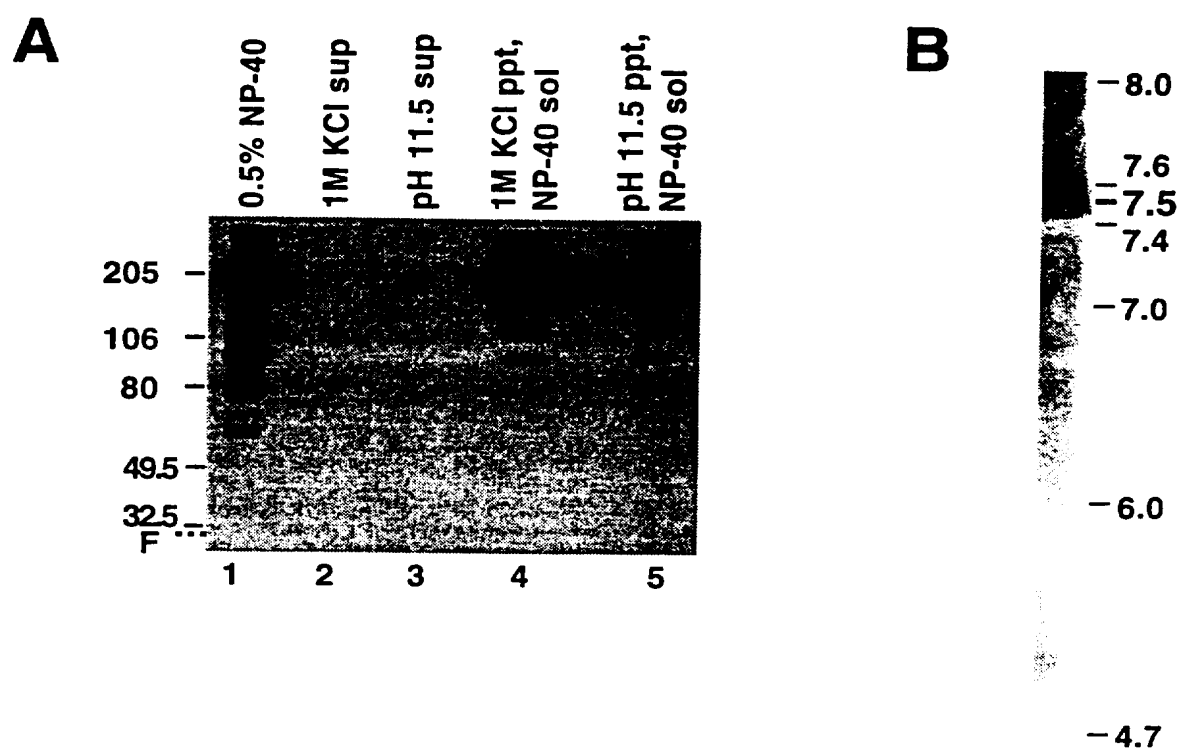 A
0.5% NP-40
1M KCl sup
pH 11.5 sup
1M KCl ppt,
NP-40 sol
pH 11.5 ppt,
NP-40 sol
205
106
80
49.5
32.5
F
1 2 3 4 5
B
8.0
7.6
7.5
7.4
7.0
6.0
4.7